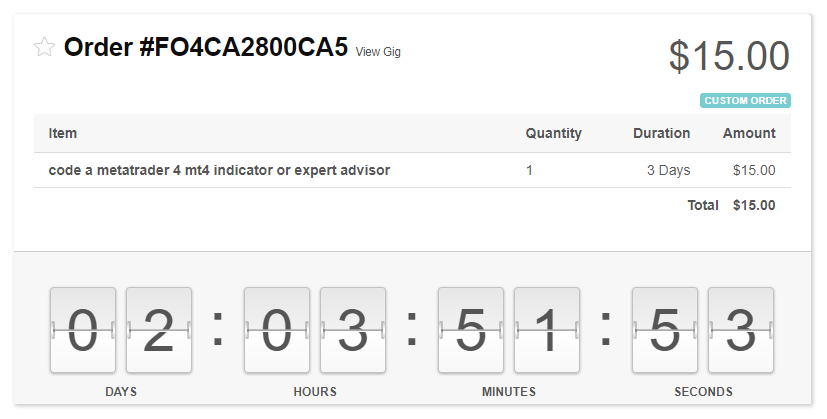 Order #FO4CA2800CA5 View Gig
$15.00
CUSTOM ORDER
Item Quantity Duration Amount
code a metatrader 4 mt4 indicator or expert advisor 1 3 Days $15.00
Total $15.00
02 : 03 : 51 : 53
DAYS HOURS MINUTES SECONDS